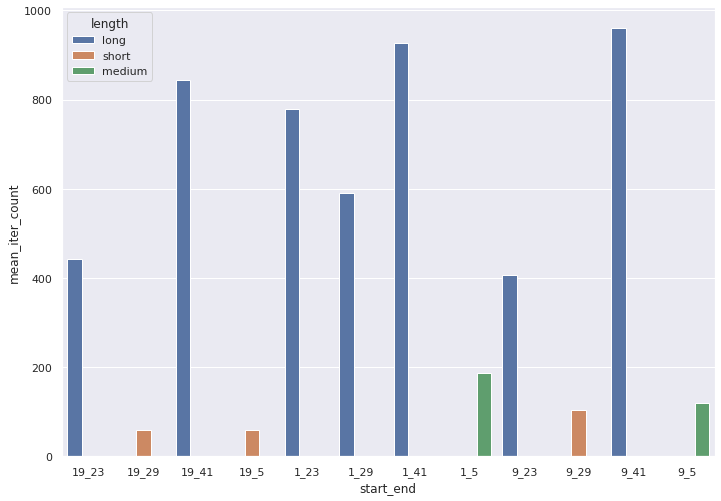 length
long
short
medium
1000
800
600
400
200
0
mean_iter_count
19_23 19_29 19_41 19_5 1_23 1_29 1_41 1_5 9_23 9_29 9_41 9_5
start_end